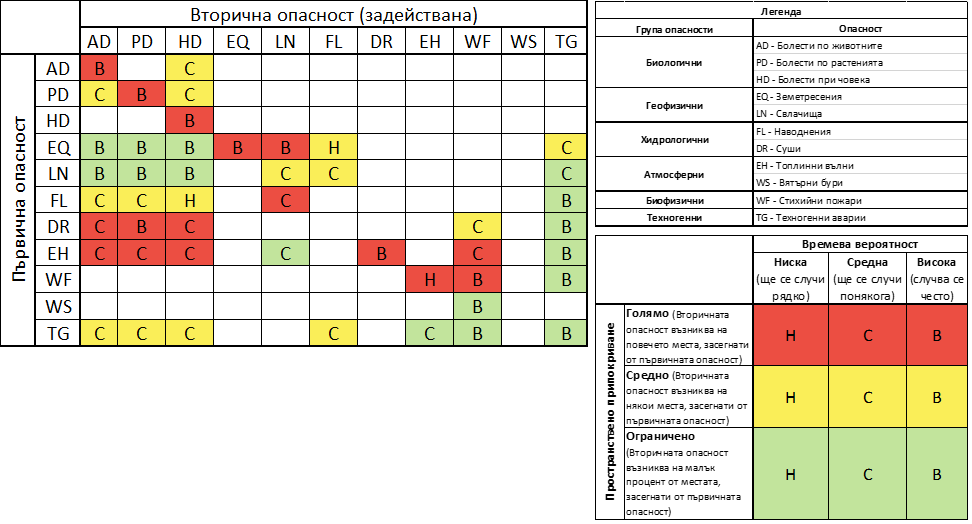 Вторична опасност (задействана)
AD PD HD EQ LN FL DR EH WF WS TG
Първична опасност
AD В С
PD С В С
HD В
EQ В В В В В Н С
LN В В В С С С
FL С С Н С В
DR С В С С В
EH С С С С В С В
WF Н В В
WS В
TG С С С С С В В
Легенда
Група опасности Опасност
Биологични
AD - Болести по животните
PD - Болести по растенията
HD - Болести при човека
Геофизични
EQ - Земетресения
LN - Свлачища
Хидрологични
FL - Наводнения
DR - Суши
Атмосферни
EH - Топлинни вълни
WS - Вятърни бури
Биофизични WF - Стихийни пожари
Техногенни TG - Техногенни аварии
Времева вероятност
Ниска
(ще се случи
рядко)
Средна
(ще се случи
понякога)
Висока
(случва се
често)
Пространствено припокриване
Голямо (Вторичната
опасност възниква на
повечето места, засегнати
от първичната опасност)
Н С В
Средно (Вторичната
опасност възниква на
някои места, засегнати от
първичната опасност)
Н С В
Ограничено
(Вторичната опасност
възниква на малък
процент от местата,
засегнати от първичната
опасност)
Н С В